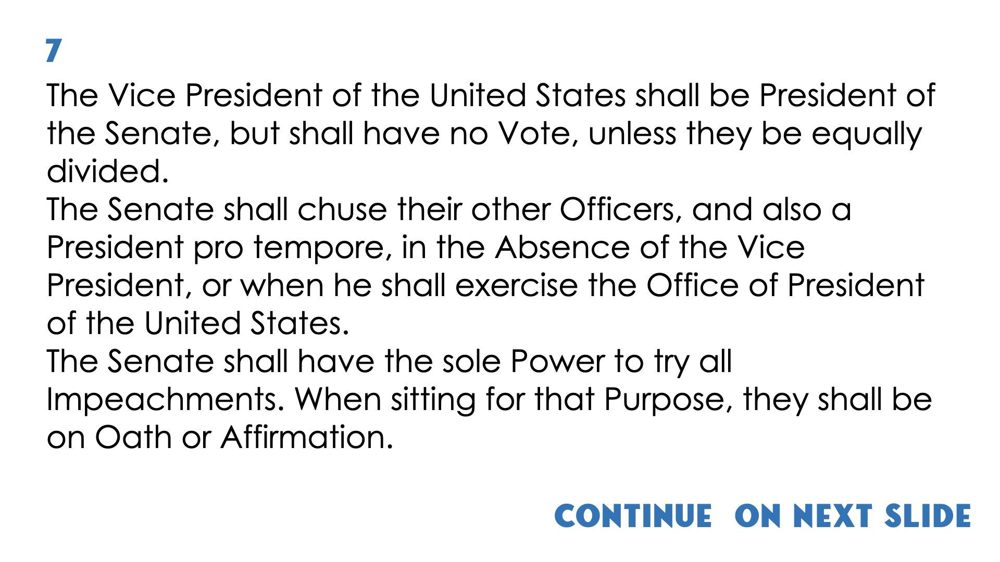 7
The Vice President of the United States shall be President of
the Senate, but shall have no Vote, unless they be equally
divided.
The Senate shall chuse their other Officers, and also a
President pro tempore, in the Absence of the Vice
President, or when he shall exercise the Office of President
of the United States.
The Senate shall have the sole Power to try all
Impeachments. When sitting for that Purpose, they shall be
on Oath or Affirmation.
CONTINUE ON NEXT SLIDE